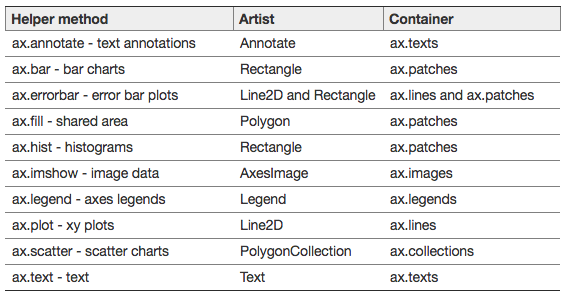 Helper method Artist Container
ax.annotate - text annotations Annotate ax.texts
ax.bar - bar charts Rectangle ax.patches
ax.errorbar - error bar plots Line2D and Rectangle ax.lines and ax.patches
ax.fill - shared area Polygon ax.patches
ax.hist - histograms Rectangle ax.patches
ax.imshow - image data AxesImage ax.images
ax.legend - axes legends Legend ax.legends
ax.plot - xy plots Line2D ax.lines
ax.scatter - scatter charts PolygonCollection ax.collections
ax.text - text Text ax.texts